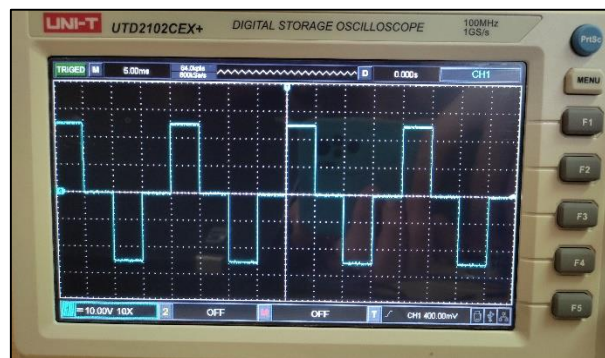 UNI-T UTD2102CEX+ DIGITAL STORAGE OSCILLOSCOPE 100MHz
1GS/s
PrtSc
TRIGED M 5.00ms D 0.000s CH1
MENU
F1
F2
F3
F4
F5
10.00V 10X 2 OFF M OFF T CH1 400.00mV